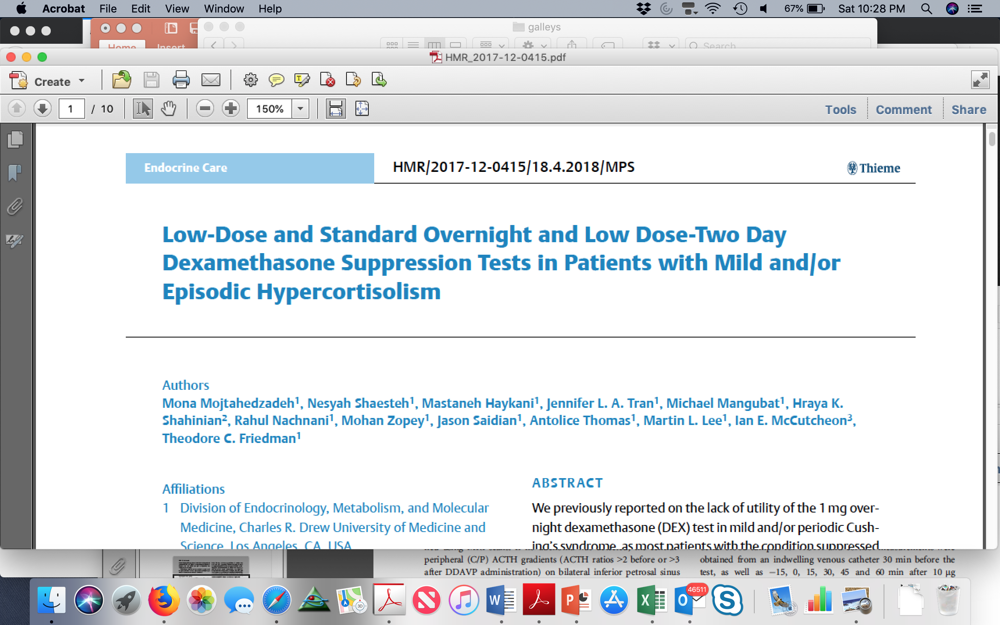 Acrobat File Edit View Window Help 67% Sat 10:28 PM
galleys
Home Insert Search
HMR_2017-12-0415.pdf
Create
1 / 10 150% Tools Comment Share
Endocrine Care HMR/2017-12-0415/18.4.2018/MPS Thieme
Low-Dose and Standard Overnight and Low Dose-Two Day
Dexamethasone Suppression Tests in Patients with Mild and/or
Episodic Hypercortisolism
Authors
Mona Mojtahedzadeh1, Nesyah Shaesteh1, Mastaneh Haykani1, Jennifer L. A. Tran1, Michael Mangubat1, Hraya K.
Shahinian2, Rahul Nachnani1, Mohan Zopey1, Jason Saidian1, Antolice Thomas1, Martin L. Lee1, Ian E. McCutcheon3,
Theodore C. Friedman1
Affiliations
1 Division of Endocrinology, Metabolism, and Molecular
Medicine, Charles R. Drew University of Medicine and
Science, Los Angeles, CA, USA
ABSTRACT
We previously reported on the lack of utility of the 1 mg over-
night dexamethasone (DEX) test in mild and/or periodic Cush-
ing's syndrome, as most patients with the condition suppressed
peripheral (C/P) ACTH gradients (ACTH ratios >2 before or >3
after DDAVP administration) on bilateral inferior petrosal sinus
obtained from an indwelling venous catheter 30 min before the
test, as well as −15, 0, 15, 30, 45 and 60 min after 10 μg
3D
46511